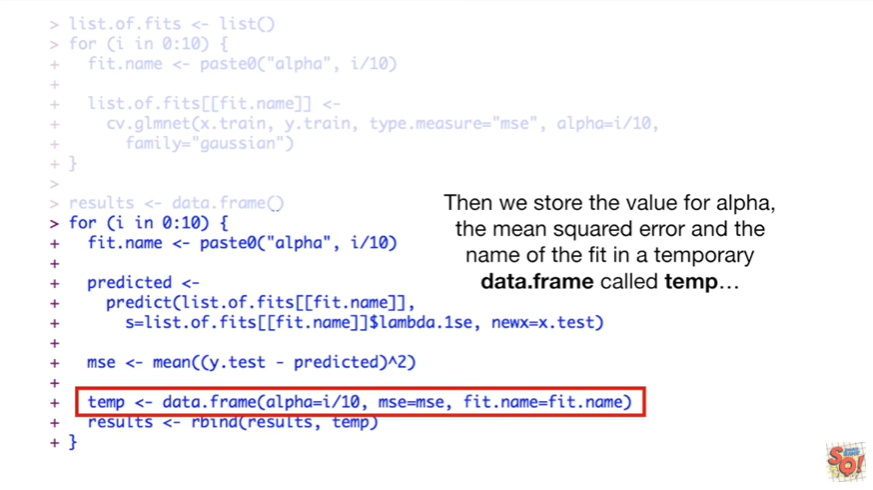 > list.of.fits <- list()
> for (i in 0:10) {
+   fit.name <- paste0("alpha", i/10)
+
+   list.of.fits[[fit.name]] <-
+     cv.glmnet(x.train, y.train, type.measure="mse", alpha=i/10,
+       family="gaussian")
+ }
>
> results <- data.frame()
> for (i in 0:10) {
+   fit.name <- paste0("alpha", i/10)
+
+   predicted <-
+     predict(list.of.fits[[fit.name]],
+       s=list.of.fits[[fit.name]]$lambda.1se, newx=x.test)
+
+   mse <- mean((y.test - predicted)^2)
+
+   temp <- data.frame(alpha=i/10, mse=mse, fit.name=fit.name)
+   results <- rbind(results, temp)
+ }
Then we store the value for alpha,
the mean squared error and the
name of the fit in a temporary
data.frame called temp…
SQ!